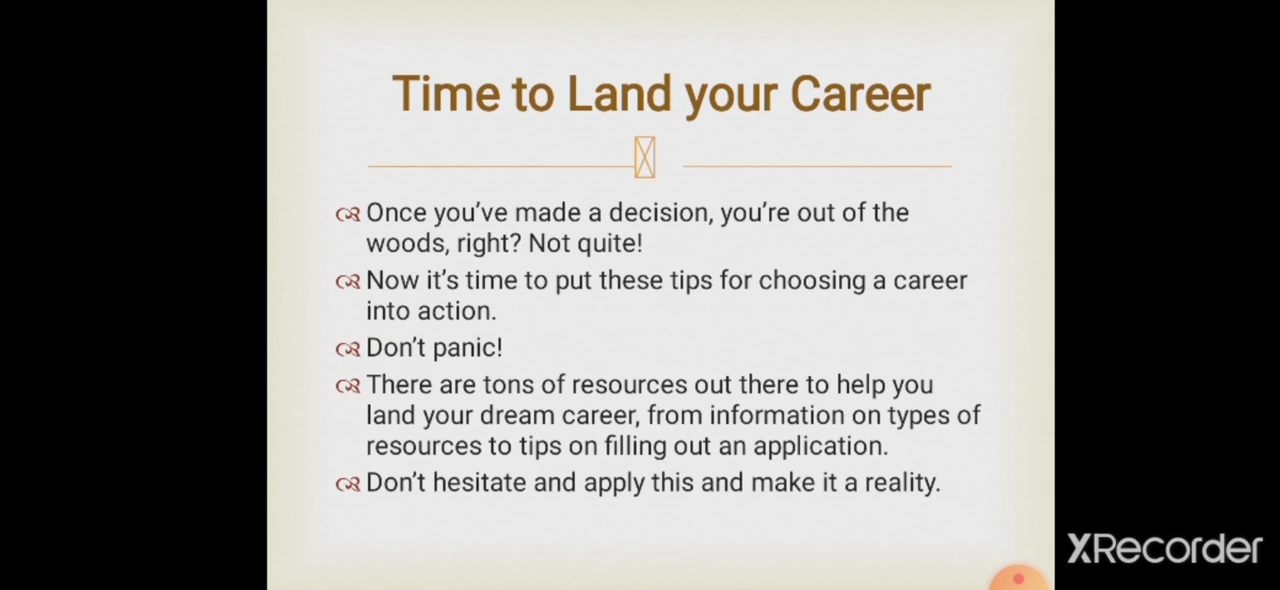 Time to Land your Career
Once you've made a decision, you're out of the
woods, right? Not quite!
Now it's time to put these tips for choosing a career
into action.
Don't panic!
There are tons of resources out there to help you
land your dream career, from information on types of
resources to tips on filling out an application.
Don't hesitate and apply this and make it a reality.
XRecorder